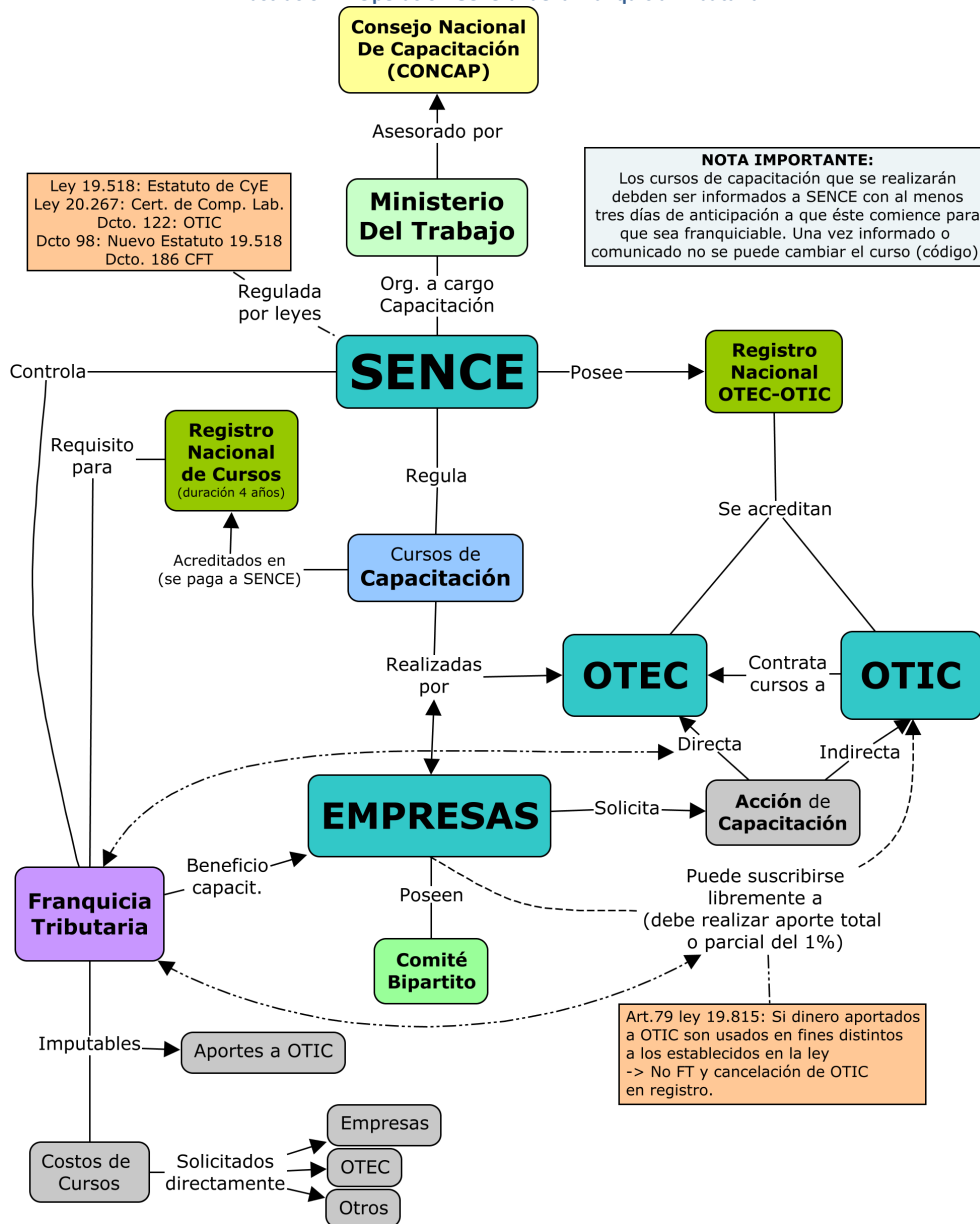 Consejo Nacional
De Capacitación
(CONCAP)
Asesorado por
NOTA IMPORTANTE:
Los cursos de capacitación que se realizarán
debden ser informados a SENCE con al menos
tres días de anticipación a que éste comience para
que sea franquiciable. Una vez informado o
comunicado no se puede cambiar el curso (código)
Ley 19.518: Estatuto de CyE
Ley 20.267: Cert. de Comp. Lab.
Dcto. 122: OTIC
Dcto 98: Nuevo Estatuto 19.518
Dcto. 186 CFT
Ministerio
Del Trabajo
Regulada
por leyes
Org. a cargo
Capacitación
Controla
SENCE
Posee
Registro
Nacional
OTEC-OTIC
Requisito
para
Registro
Nacional
de Cursos
(duración 4 años)
Regula
Se acreditan
Acreditados en
(se paga a SENCE)
Cursos de
Capacitación
Realizadas
por
OTEC
Contrata
cursos a
OTIC
Directa
Indirecta
EMPRESAS
Solicita
Acción de
Capacitación
Beneficio
capacit.
Franquicia
Tributaria
Poseen
Puede suscribirse
libremente a
(debe realizar aporte total
o parcial del 1%)
Comité
Bipartito
Art.79 ley 19.815: Si dinero aportados
a OTIC son usados en fines distintos
a los establecidos en la ley
-> No FT y cancelación de OTIC
en registro.
Imputables
Aportes a OTIC
Costos de
Cursos
Solicitados
directamente
Empresas
OTEC
Otros